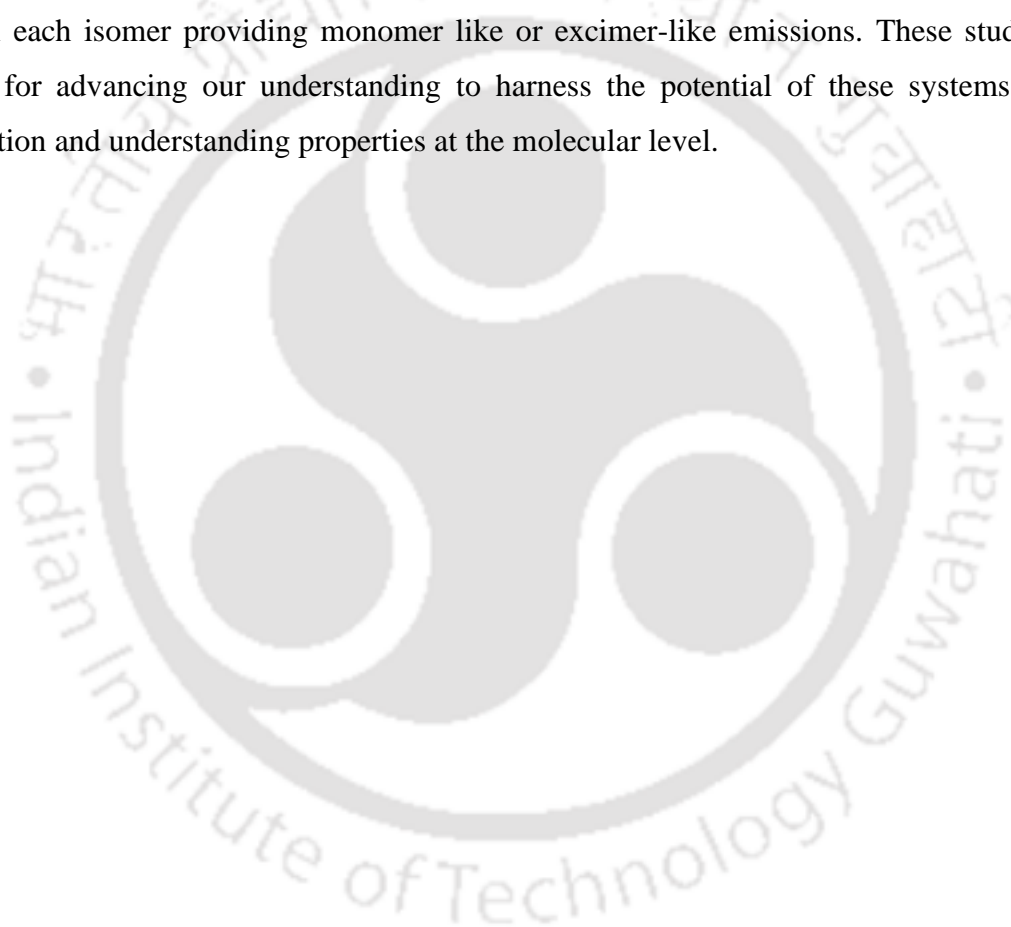 each isomer providing monomer like or excimer-like emissions. These stud
for advancing our understanding to harness the potential of these systems
tion and understanding properties at the molecular level.
Indian Institute of Technology Guwahati